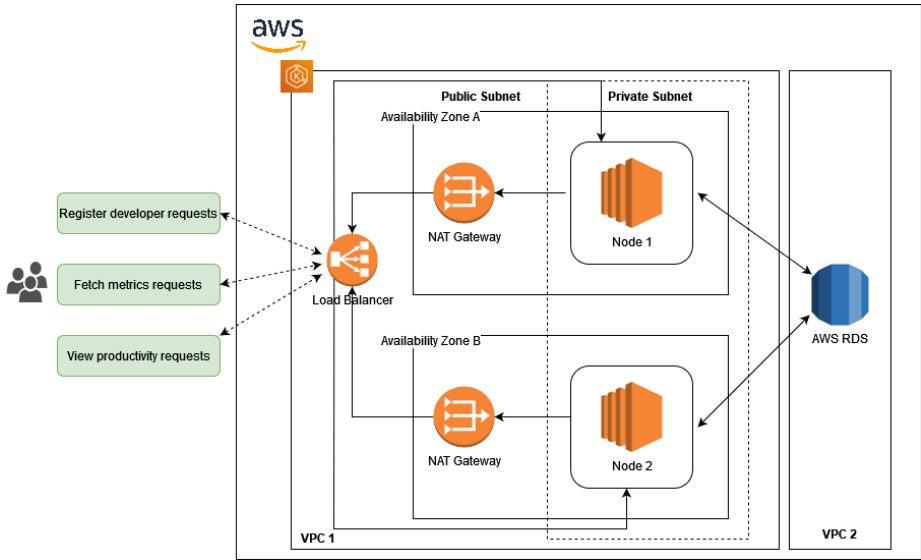 aws
K
Public Subnet
Private Subnet
Availability Zone A
Register developer requests
NAT Gateway
Node 1
Fetch metrics requests
Load Balancer
AWS RDS
View productivity requests
Availability Zone B
NAT Gateway
Node 2
VPC 1
VPC 2